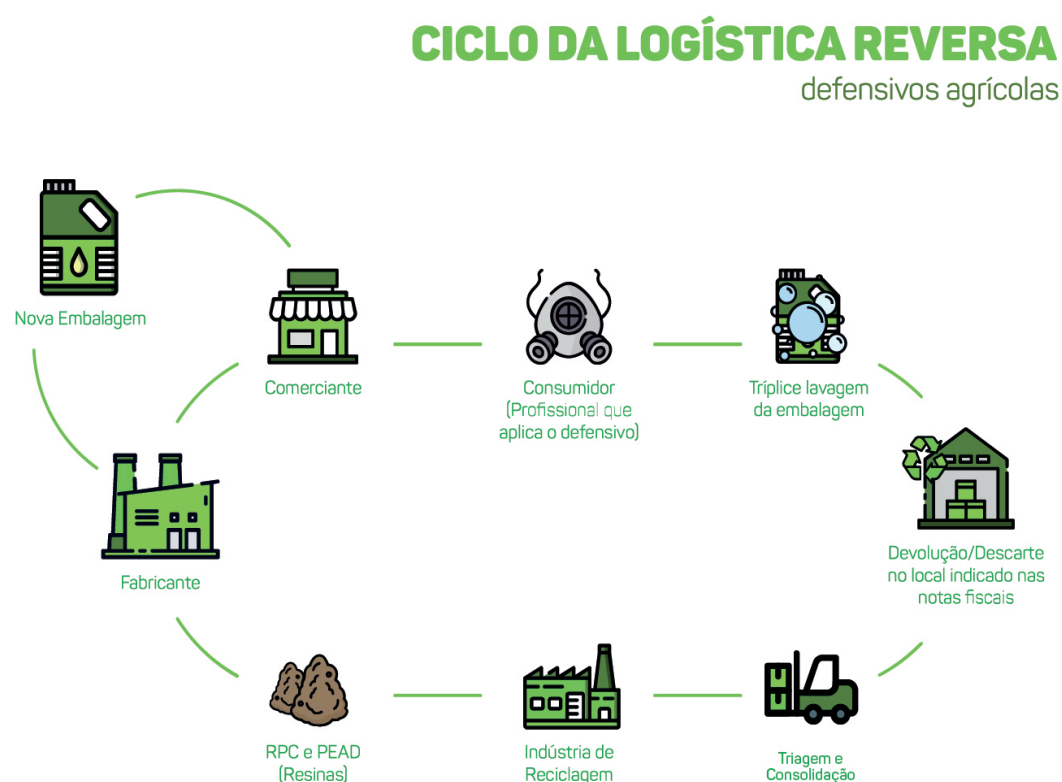 CICLO DA LOGÍSTICA REVERSA
defensivos agrícolas
Nova Embalagem
Comerciante
Consumidor
(Profissional que
aplica o defensivo)
Tríplice lavagem
da embalagem
Devolução/Descarte
no local indicado nas
notas fiscais
Fabricante
RPC e PEAD
(Resinas)
Indústria de
Reciclagem
Triagem e
Consolidação